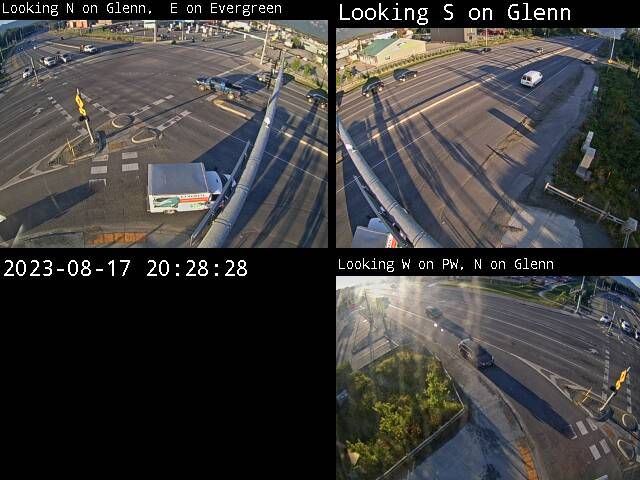 Looking N on Glenn,  E on Evergreen
Looking S on Glenn
2023-08-17 20:28:28
Looking W on PW, N on Glenn